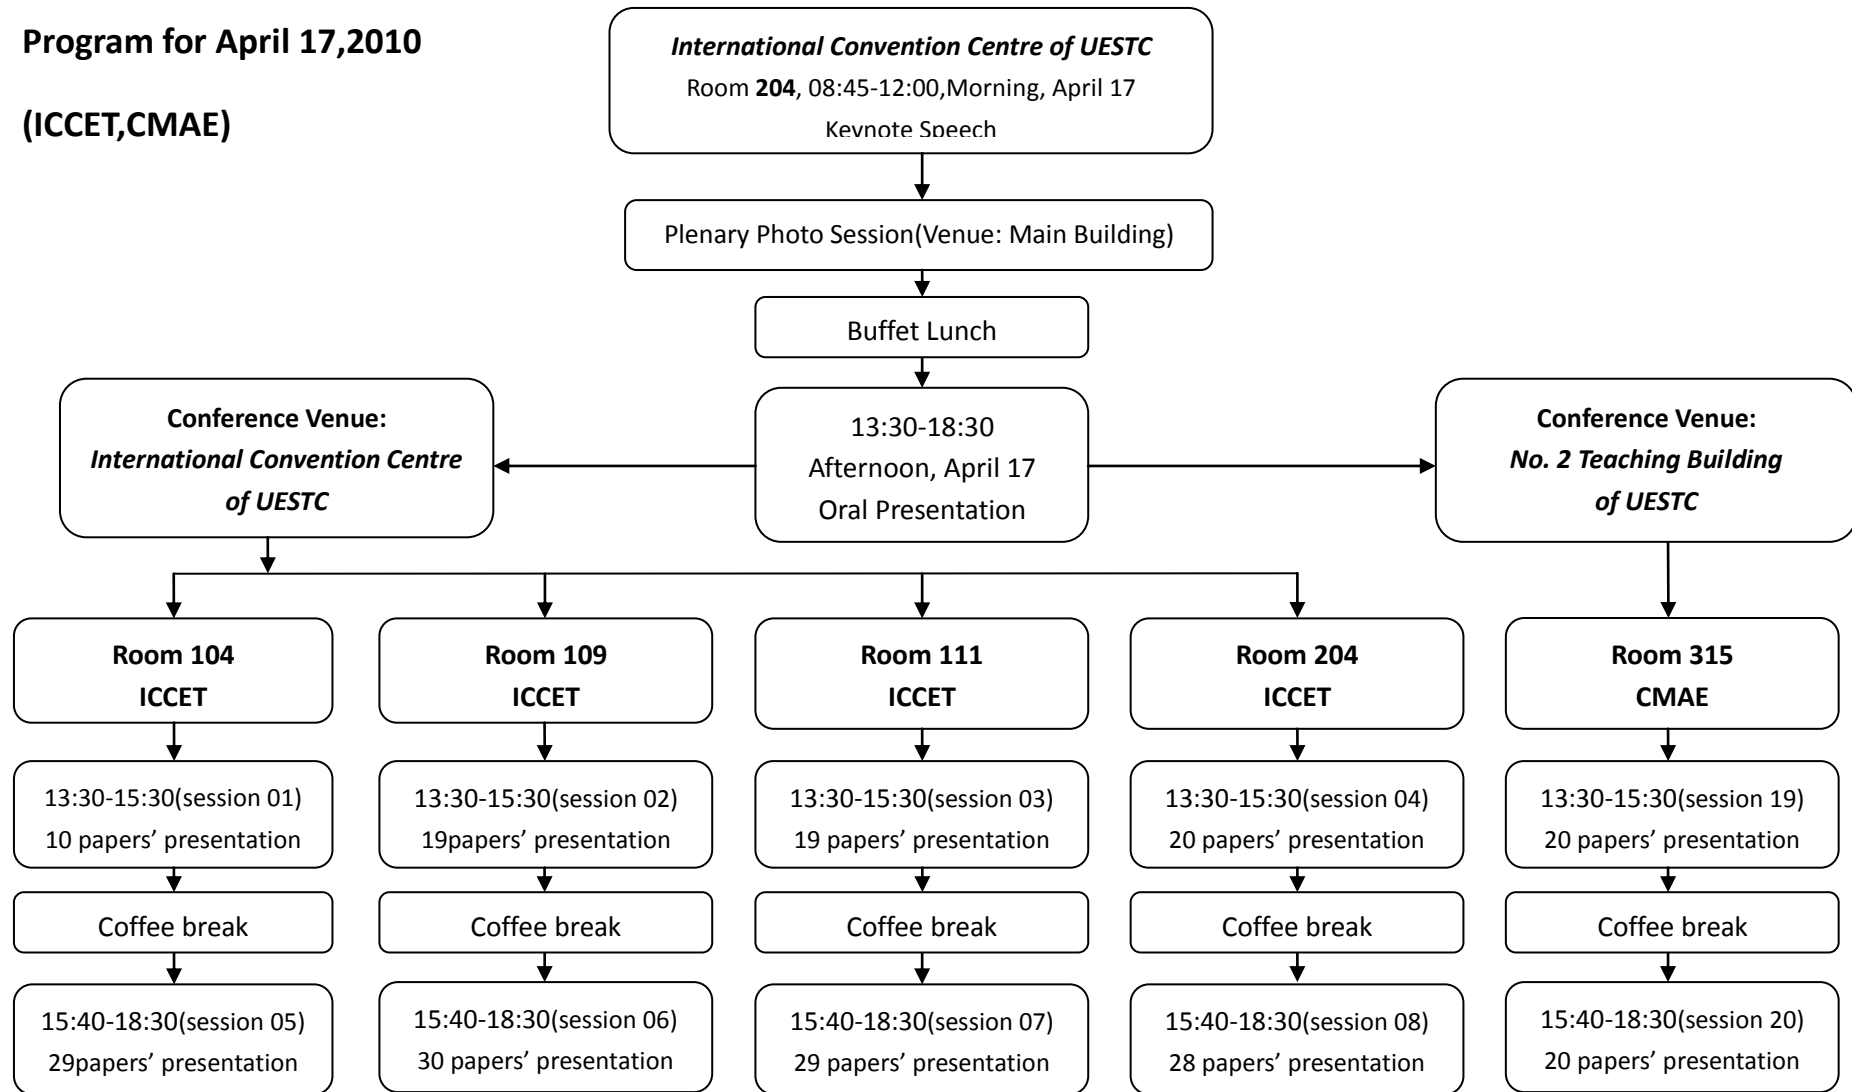 Program for April 17,2010
(ICCET,CMAE)
International Convention Centre of UESTC
Room 204, 08:45-12:00,Morning, April 17
Keynote Speech
Plenary Photo Session(Venue: Main Building)
Buffet Lunch
Conference Venue:
International Convention Centre
of UESTC
13:30-18:30
Afternoon, April 17
Oral Presentation
Conference Venue:
No. 2 Teaching Building
of UESTC
Room 104
ICCET
Room 109
ICCET
Room 111
ICCET
Room 204
ICCET
Room 315
CMAE
13:30-15:30(session 01)
10 papers’ presentation
13:30-15:30(session 02)
19papers’ presentation
13:30-15:30(session 03)
19 papers’ presentation
13:30-15:30(session 04)
20 papers’ presentation
13:30-15:30(session 19)
20 papers’ presentation
Coffee break
Coffee break
Coffee break
Coffee break
Coffee break
15:40-18:30(session 05)
29papers’ presentation
15:40-18:30(session 06)
30 papers’ presentation
15:40-18:30(session 07)
29 papers’ presentation
15:40-18:30(session 08)
28 papers’ presentation
15:40-18:30(session 20)
20 papers’ presentation